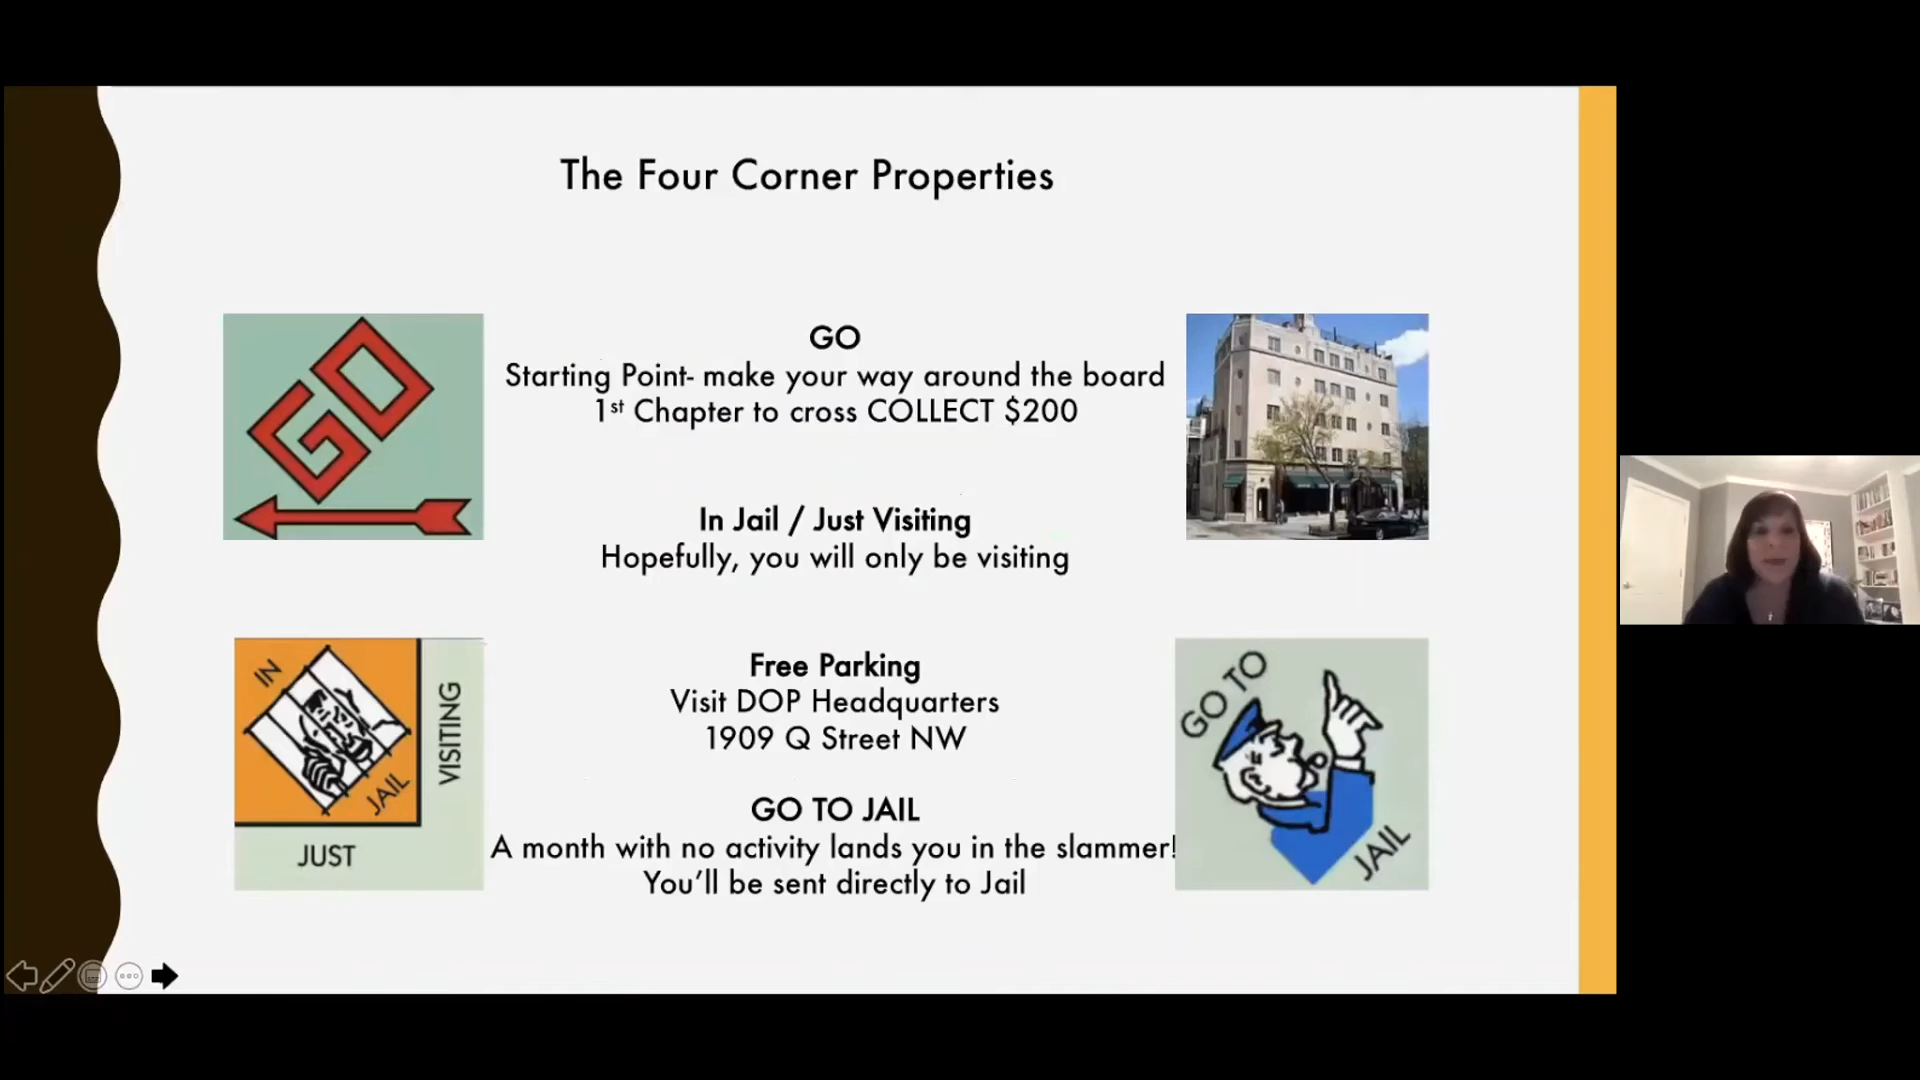 The Four Corner Properties
GO
GO
Starting Point- make your way around the board
1st Chapter to cross COLLECT $200
In Jail / Just Visiting
Hopefully, you will only be visiting
IN
JAIL
VISITING
JUST
Free Parking
Visit DOP Headquarters
1909 Q Street NW
GO TO JAIL
A month with no activity lands you in the slammer!
You’ll be sent directly to Jail
GO TO
JAIL